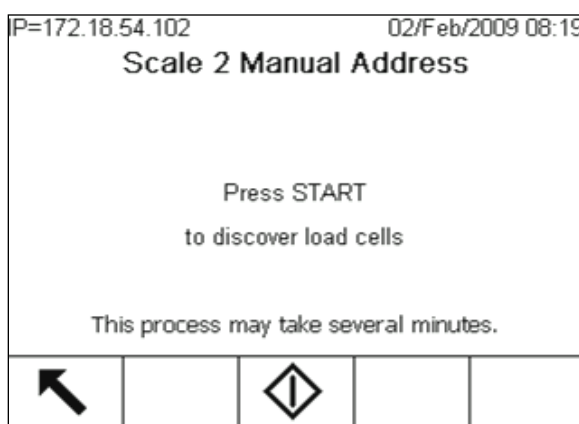 IP=172.18.54.102 02/Feb/2009 08:19
Scale 2 Manual Address
Press START
to discover load cells
This process may take several minutes.